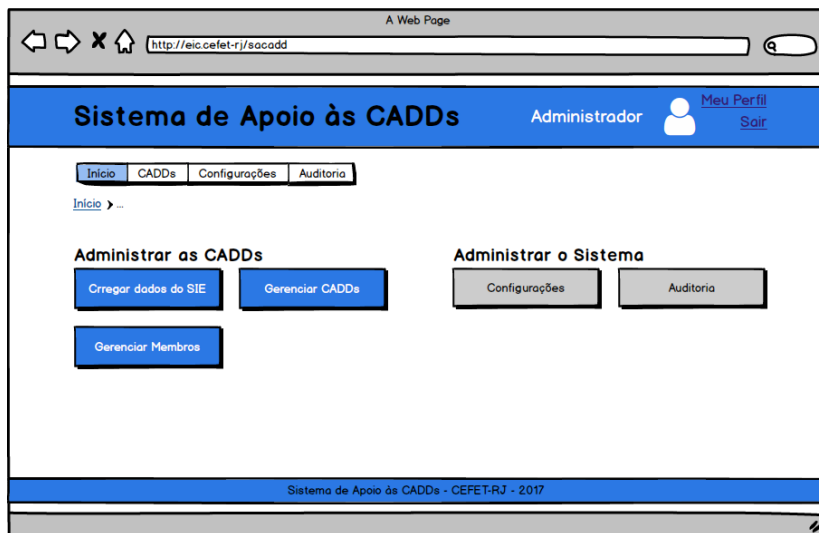 A Web Page
http://eic.cefet-rj/sacadd
Sistema de Apoio às CADDs
Administrador
Meu Perfil
Sair
Início CADDs Configurações Auditoria
Início ...
Administrar as CADDs
Crregar dados do SIE
Gerenciar CADDs
Gerenciar Membros
Administrar o Sistema
Configurações
Auditoria
Sistema de Apoio às CADDs - CEFET-RJ - 2017